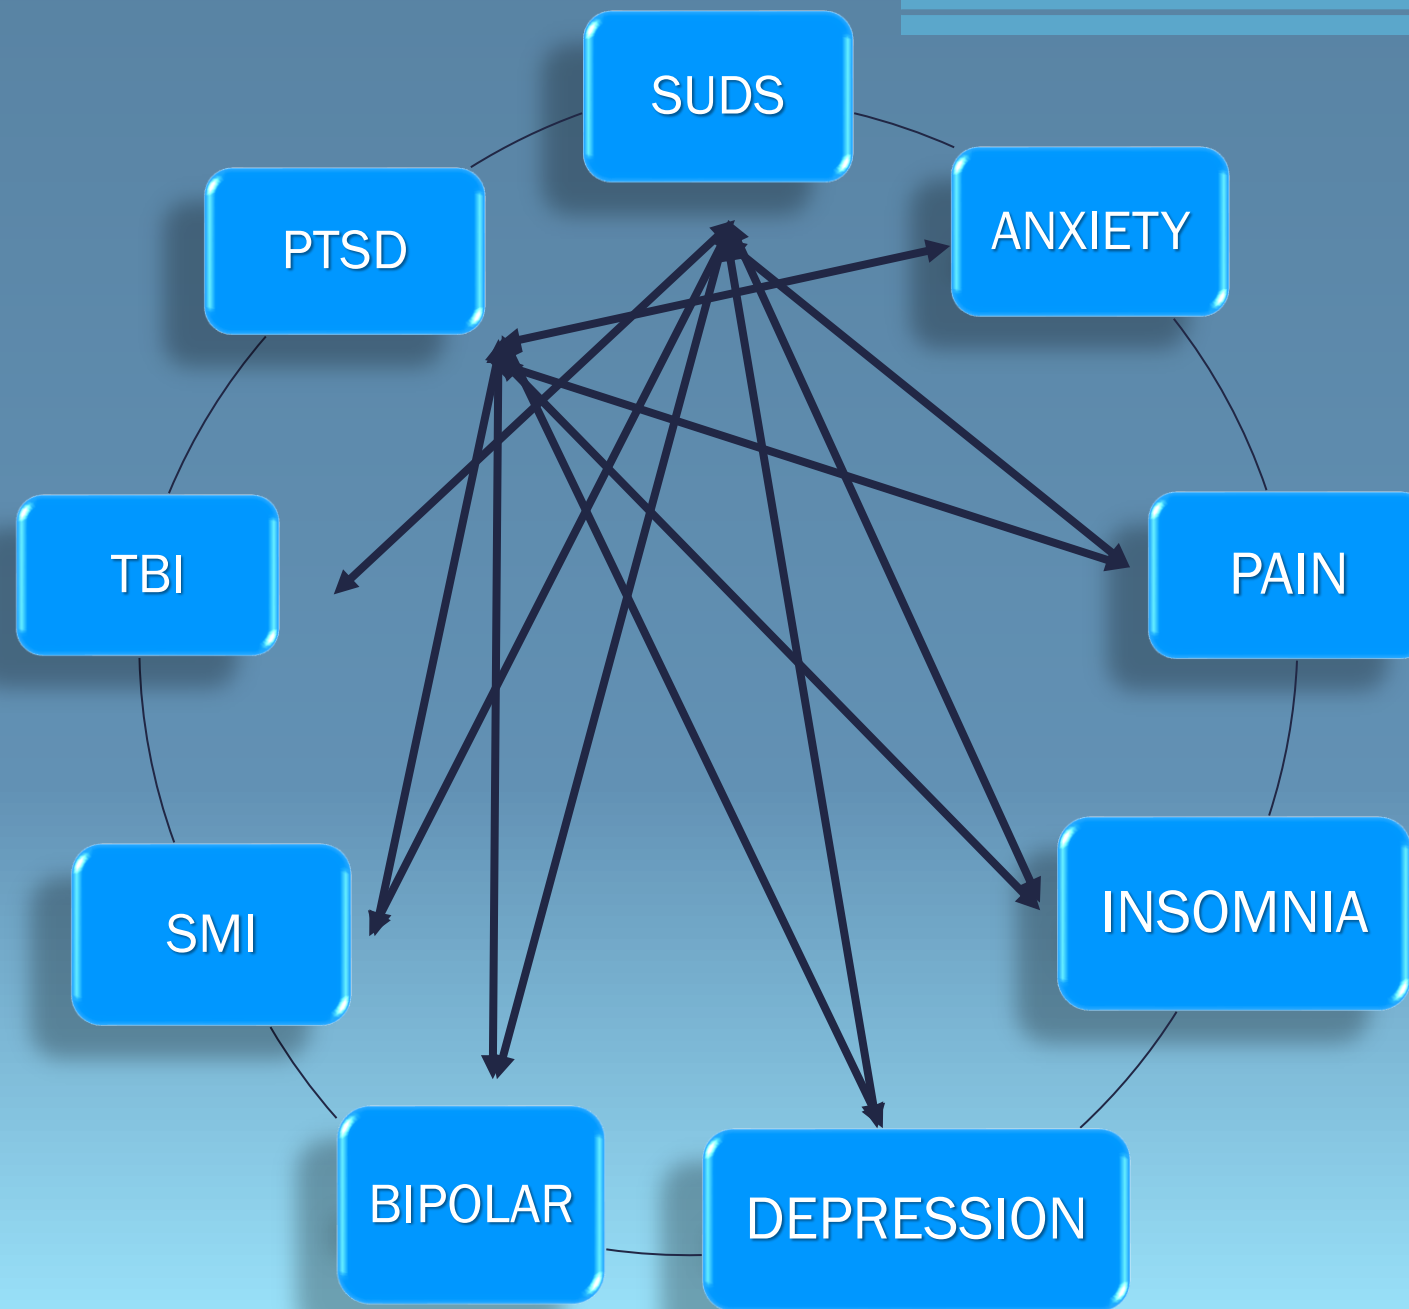 SUDS
ANXIETY
PTSD
PAIN
TBI
INSOMNIA
SMI
BIPOLAR
DEPRESSION